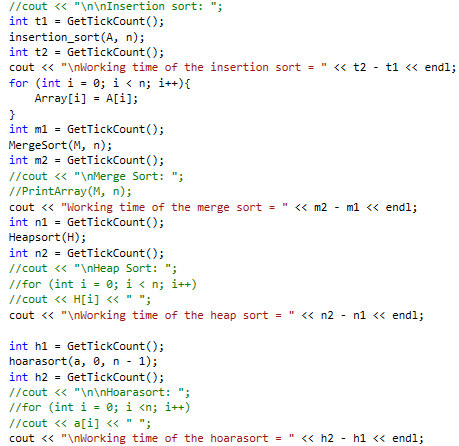 //cout << "\n\nInsertion sort: ";
int t1 = GetTickCount();
insertion_sort(A, n);
int t2 = GetTickCount();
cout << "\nWorking time of the insertion sort = " << t2 - t1 << endl;
for (int i = 0; i < n; i++){
    Array[i] = A[i];
}
int m1 = GetTickCount();
MergeSort(M, n);
int m2 = GetTickCount();
//cout << "\nMerge Sort: ";
//PrintArray(M, n);
cout << "Working time of the merge sort = " << m2 - m1 << endl;
int n1 = GetTickCount();
Heapsort(H);
int n2 = GetTickCount();
//cout << "\nHeap Sort: ";
//for (int i = 0; i < n; i++)
//cout << H[i] << " ";
cout << "\nWorking time of the heap sort = " << n2 - n1 << endl;

int h1 = GetTickCount();
hoarasort(a, 0, n - 1);
int h2 = GetTickCount();
//cout << "\n\nHoarasort: ";
//for (int i = 0; i <n; i++)
//cout << a[i] << " ";
cout << "\nWorking time of the hoarasort = " << h2 - h1 << endl;